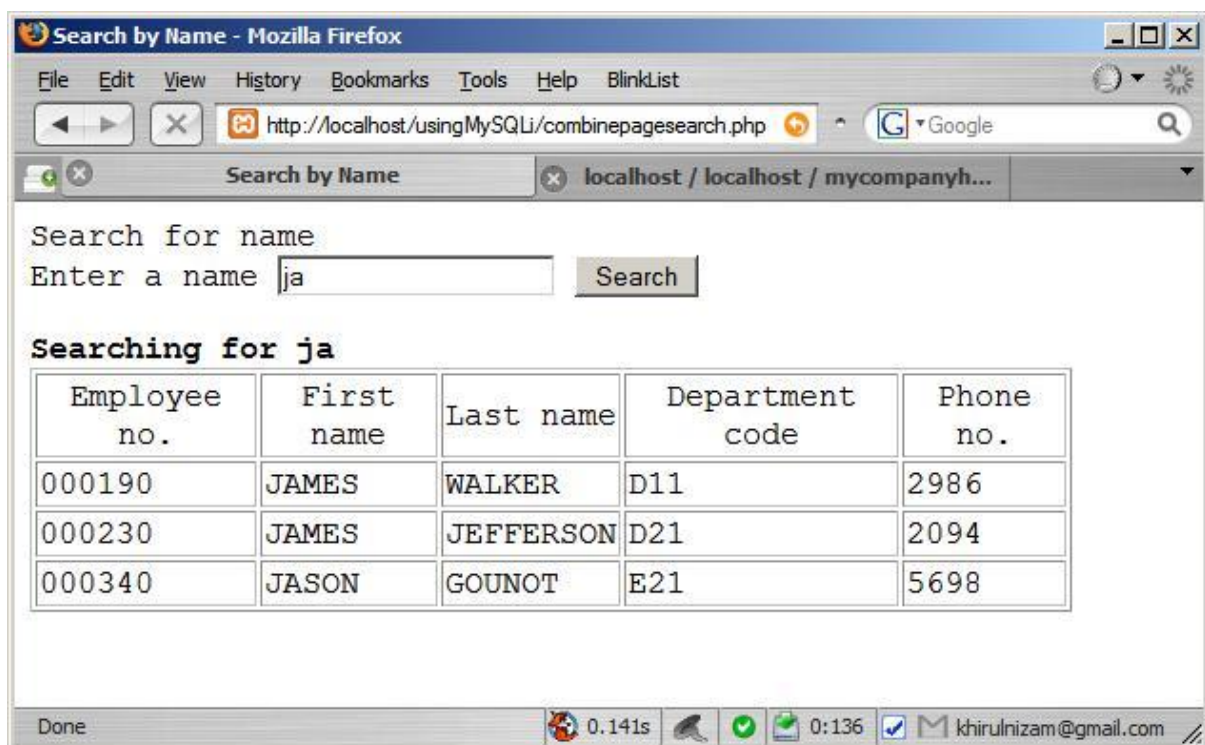 Search by Name - Mozilla Firefox
File Edit View History Bookmarks Tools Help BlinkList
http://localhost/usingMySQLi/combinepagesearch.php G Google
Search by Name localhost / localhost / mycompanyh...
Search for name
Enter a name ja Search
Searching for ja
Employee no. First name Last name Department code Phone no.
000190 JAMES WALKER D11 2986
000230 JAMES JEFFERSON D21 2094
000340 JASON GOUNOT E21 5698
Done 0.141s 0:136 khirulnizam@gmail.com